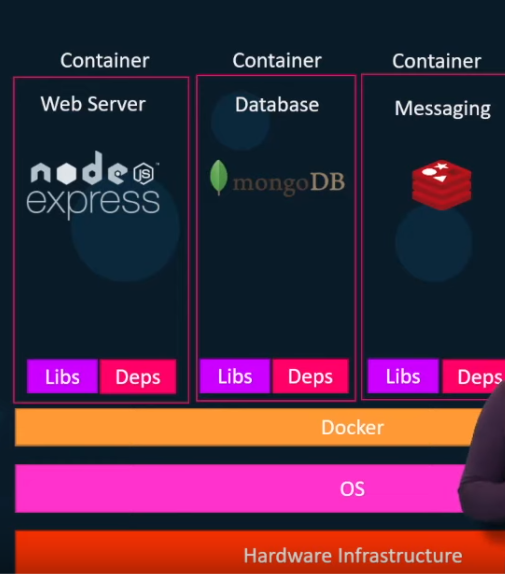 Container Container Container
Web Server Database Messaging
node JS
express
mongoDB
Libs Deps Libs Deps Libs Deps
Docker
OS
Hardware Infrastructure